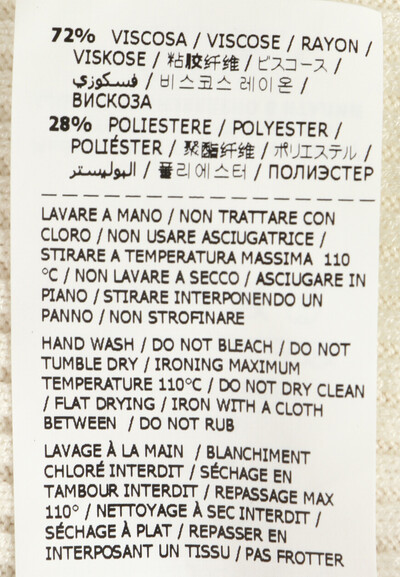 72% VISCOSA / VISCOSE / RAYON /
VISKOSE / 粘胶纤维 / ビスコース /
فسكوزي / 비스코스 레이온 /
ВИСКОЗА
28% POLIESTERE / POLYESTER /
POLIÉSTER / 聚酯纤维 / ポリエステル /
البوليستر / 폴리에스터 / ПОЛИЭСТЕР
LAVARE A MANO / NON TRATTARE CON
CLORO / NON USARE ASCIUGATRICE /
STIRARE A TEMPERATURA MASSIMA 110
°C / NON LAVARE A SECCO / ASCIUGARE IN
PIANO / STIRARE INTERPONENDO UN
PANNO / NON STROFINARE
HAND WASH / DO NOT BLEACH / DO NOT
TUMBLE DRY / IRONING MAXIMUM
TEMPERATURE 110°C / DO NOT DRY CLEAN
/ FLAT DRYING / IRON WITH A CLOTH
BETWEEN / DO NOT RUB
LAVAGE À LA MAIN / BLANCHIMENT
CHLORÉ INTERDIT / SÉCHAGE EN
TAMBOUR INTERDIT / REPASSAGE MAX
110° / NETTOYAGE À SEC INTERDIT /
SÉCHAGE À PLAT / REPASSER EN
INTERPOSANT UN TISSU / PAS FROTTER